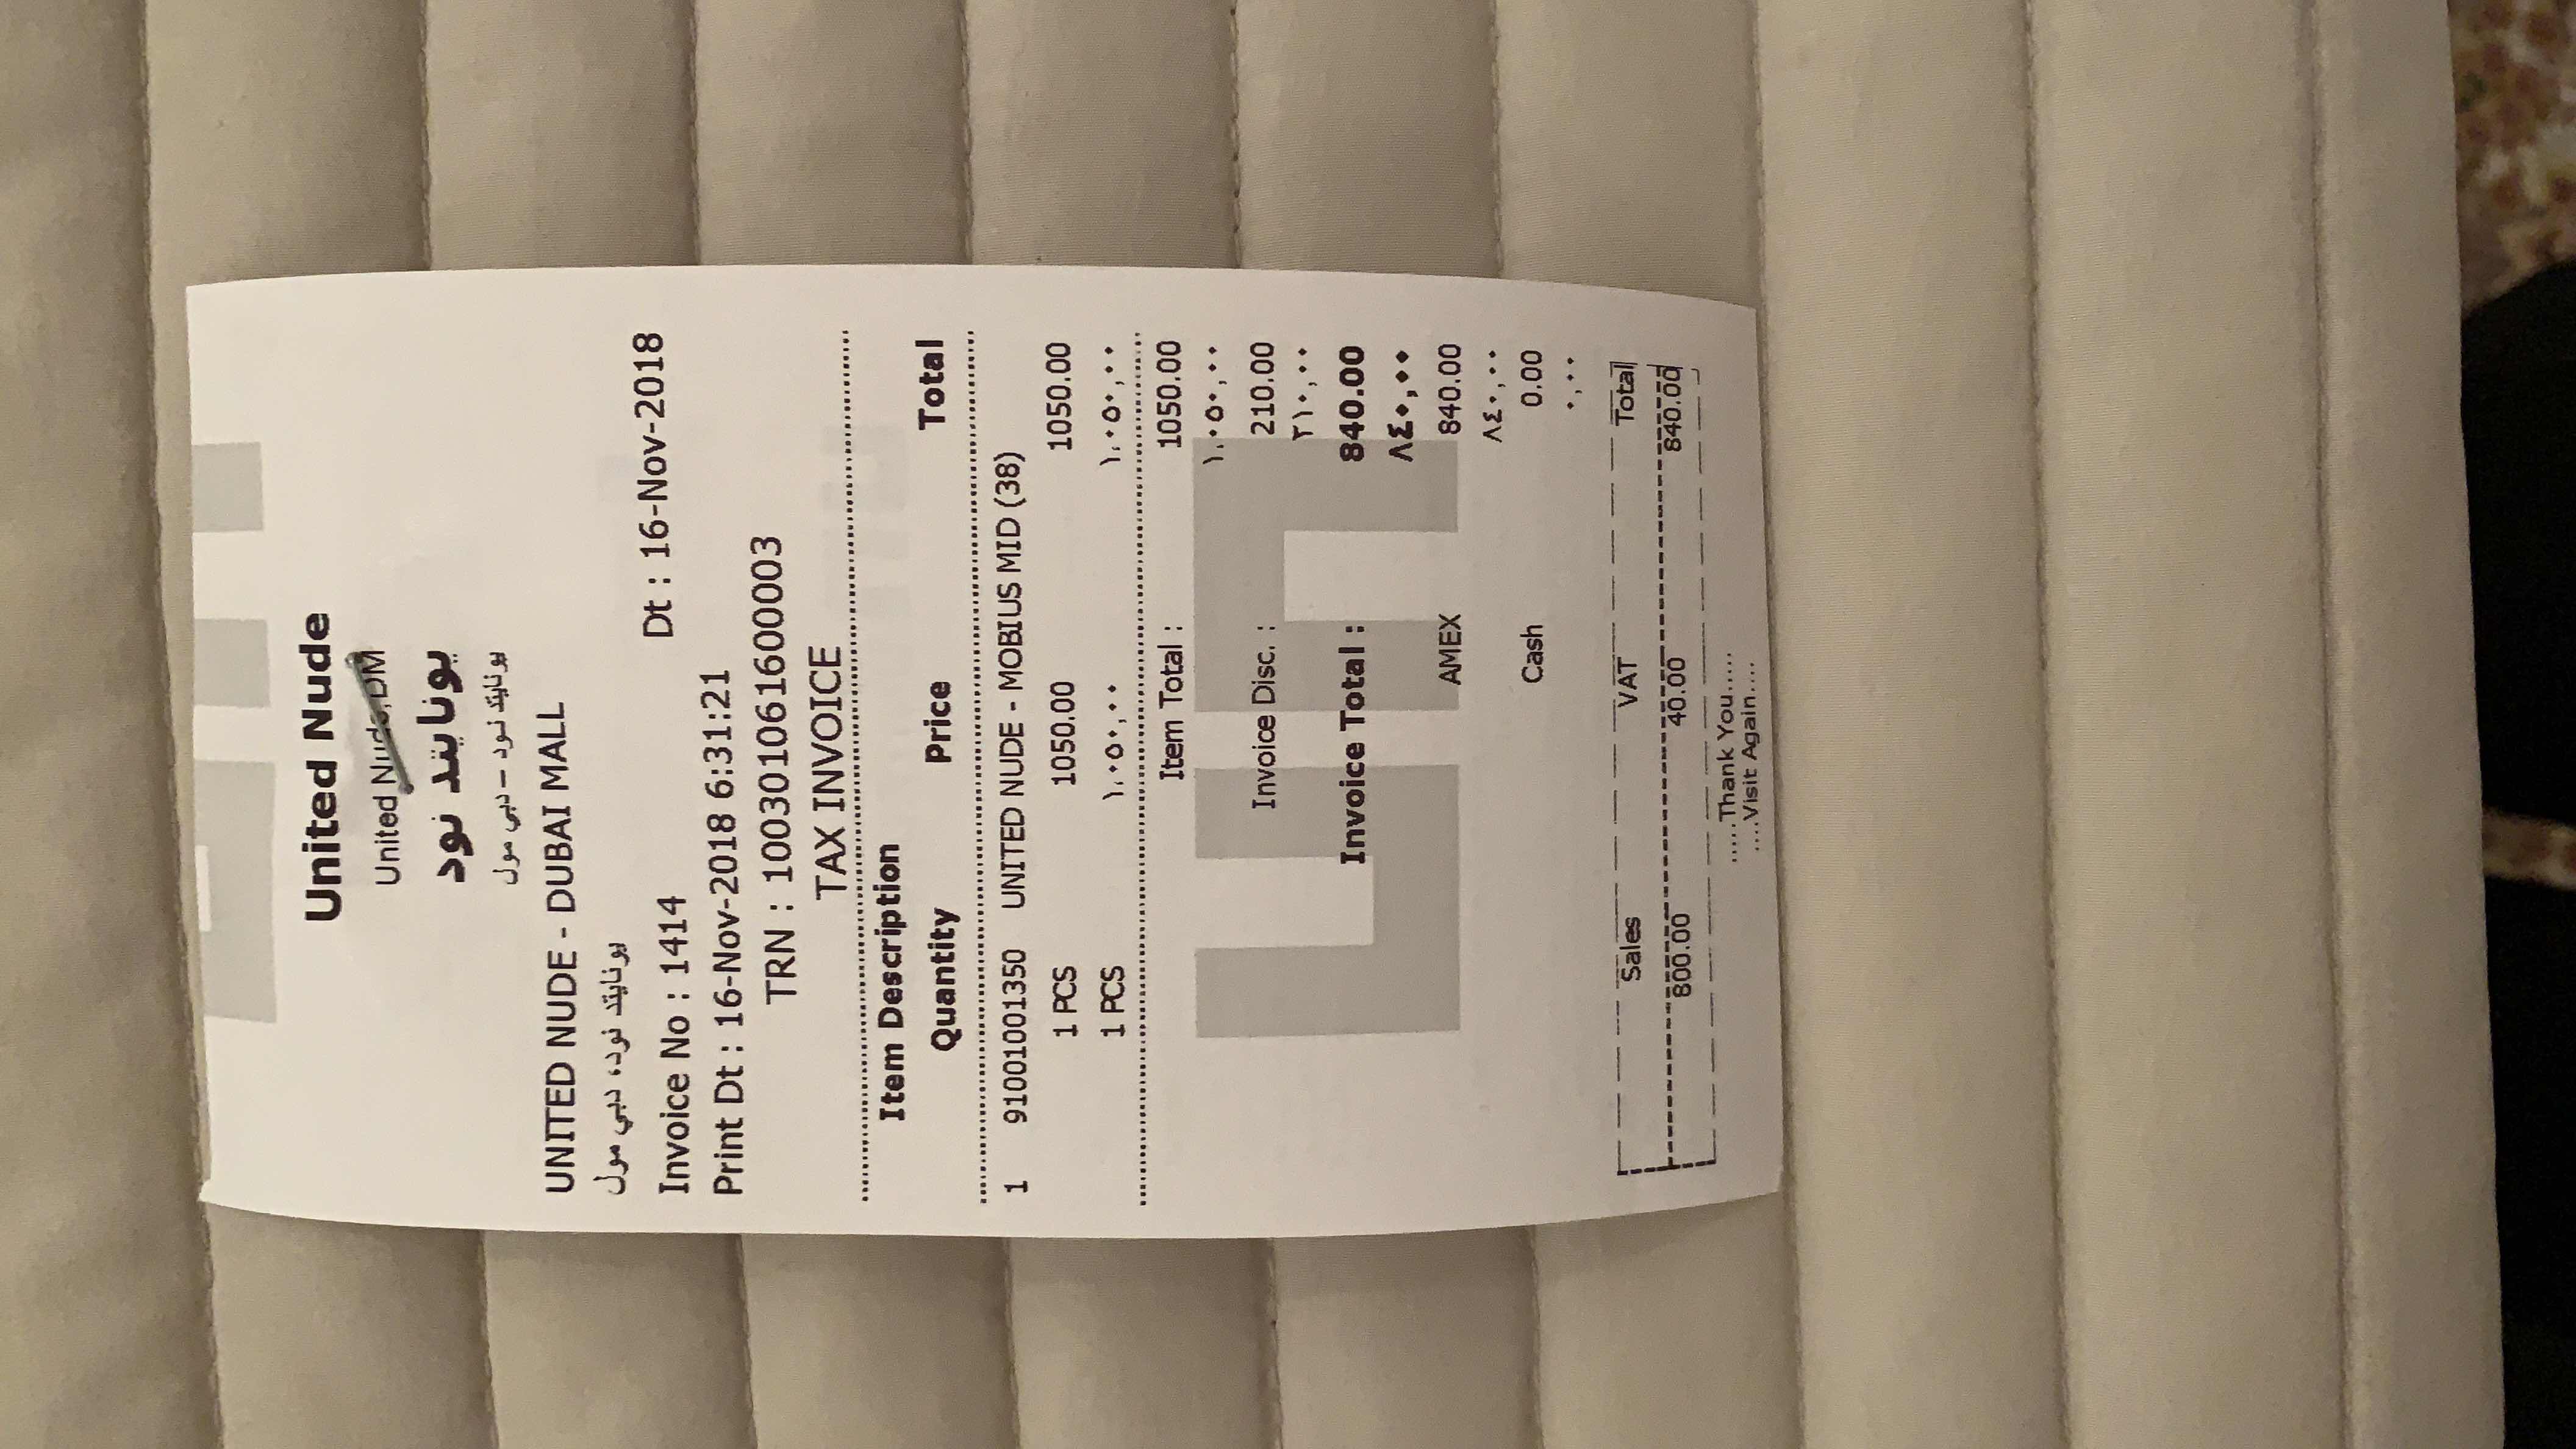 United Nude
United Nude, DM
يونايتد نود
يونايتد نود – دبي مول
UNITED NUDE - DUBAI MALL
يونايتد نود، دبي مول
Invoice No : 1414 Dt : 16-Nov-2018
Print Dt : 16-Nov-2018 6:31:21
TRN : 100301061600003
TAX INVOICE
Item Description
Quantity Price Total
1 91001001350 UNITED NUDE - MOBIUS MID (38)
1 PCS 1050.00 1050.00
1 PCS ١،٠٥٠,٠٠ ١،٠٥٠,٠٠
Item Total : 1050.00
١،٠٥٠,٠٠
Invoice Disc. : 210.00
٢١٠,٠٠
Invoice Total : 840.00
٨٤٠,٠٠
AMEX 840.00
٨٤٠,٠٠
Cash 0.00
٠,٠٠
Sales VAT Total
800.00 40.00 840.00
.....Thank You.....
....Visit Again....